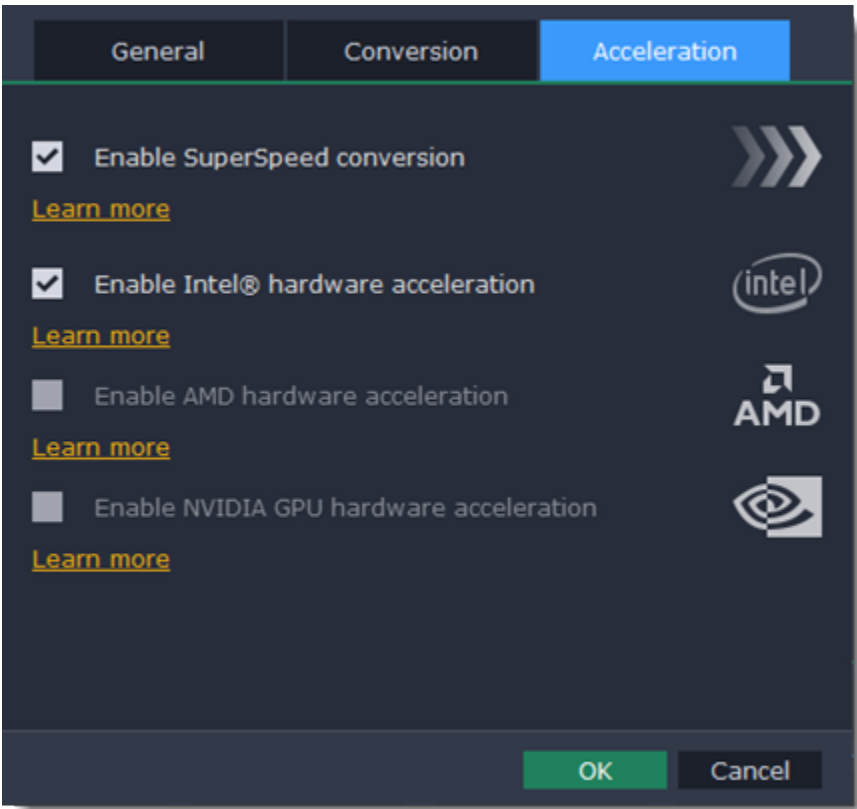 General Conversion Acceleration
Enable SuperSpeed conversion
Learn more
Enable Intel® hardware acceleration
intel
Learn more
Enable AMD hardware acceleration
AMD
Learn more
Enable NVIDIA GPU hardware acceleration
Learn more
OK Cancel